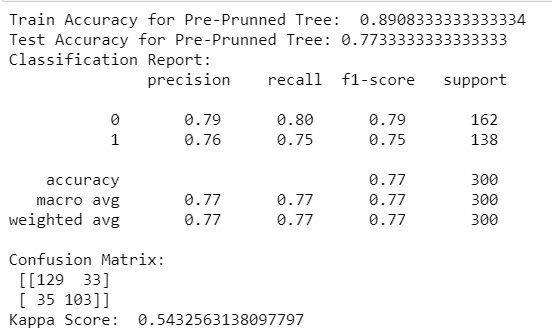 Train Accuracy for Pre-Prunned Tree:  0.8908333333333334
Test Accuracy for Pre-Prunned Tree: 0.7733333333333333
Classification Report:
precision    recall  f1-score   support
0       0.79      0.80      0.79       162
1       0.76      0.75      0.75       138
accuracy                           0.77       300
macro avg       0.77      0.77      0.77       300
weighted avg       0.77      0.77      0.77       300
Confusion Matrix:
[[129  33]
[ 35 103]]
Kappa Score:  0.5432563138097797